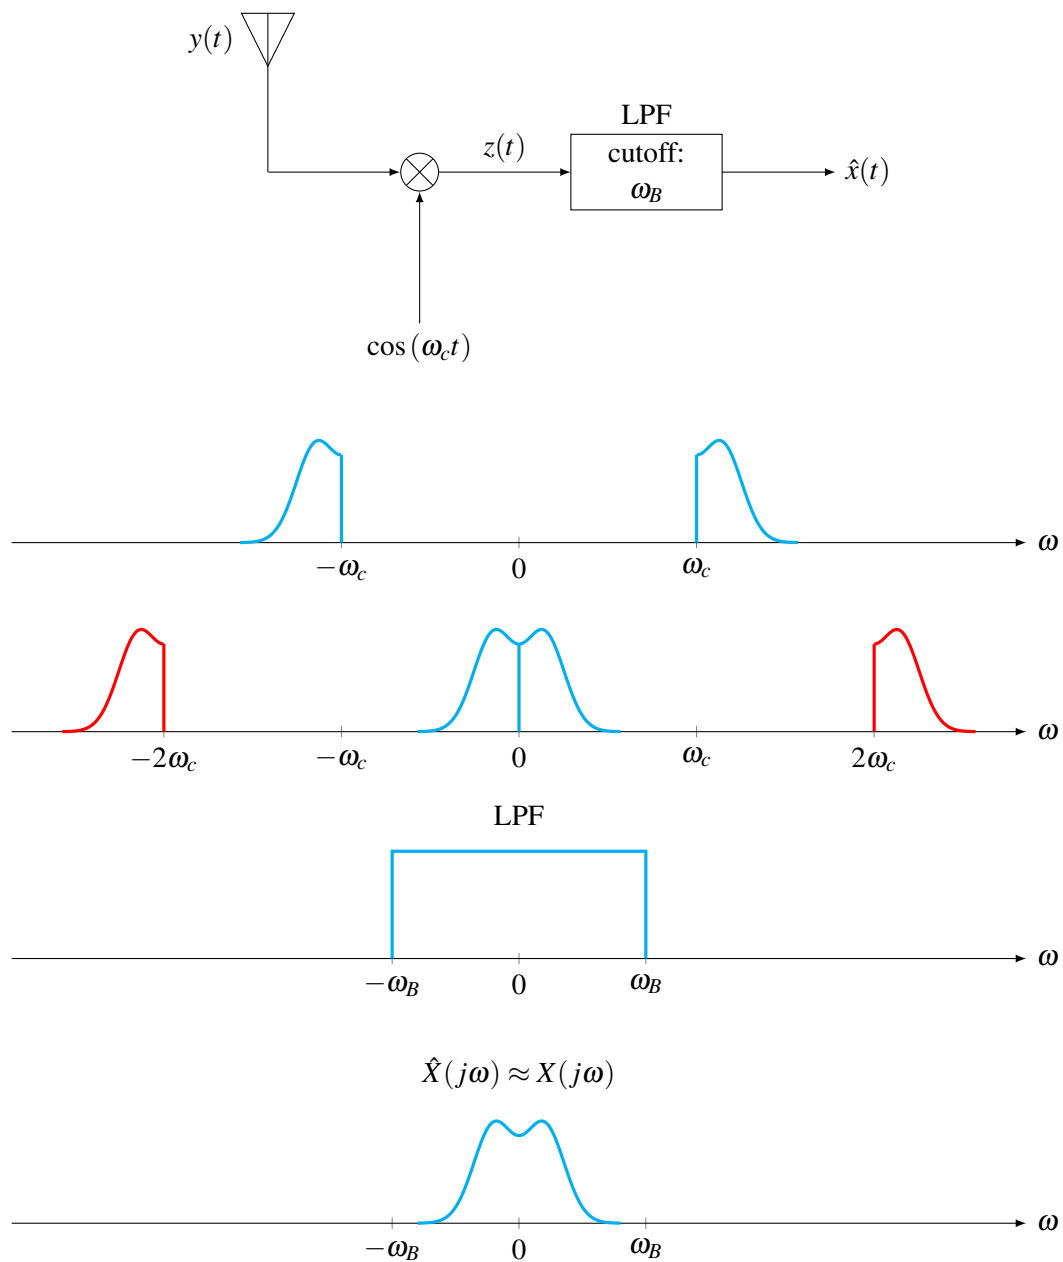 y(t)
LPF
z(t)
cutoff:
ω_B
x̂(t)
cos(ω_c t)
ω
−ω_c 0 ω_c
ω
−2ω_c −ω_c 0 ω_c 2ω_c
LPF
ω
−ω_B 0 ω_B
X̂(jω) ≈ X(jω)
ω
−ω_B 0 ω_B